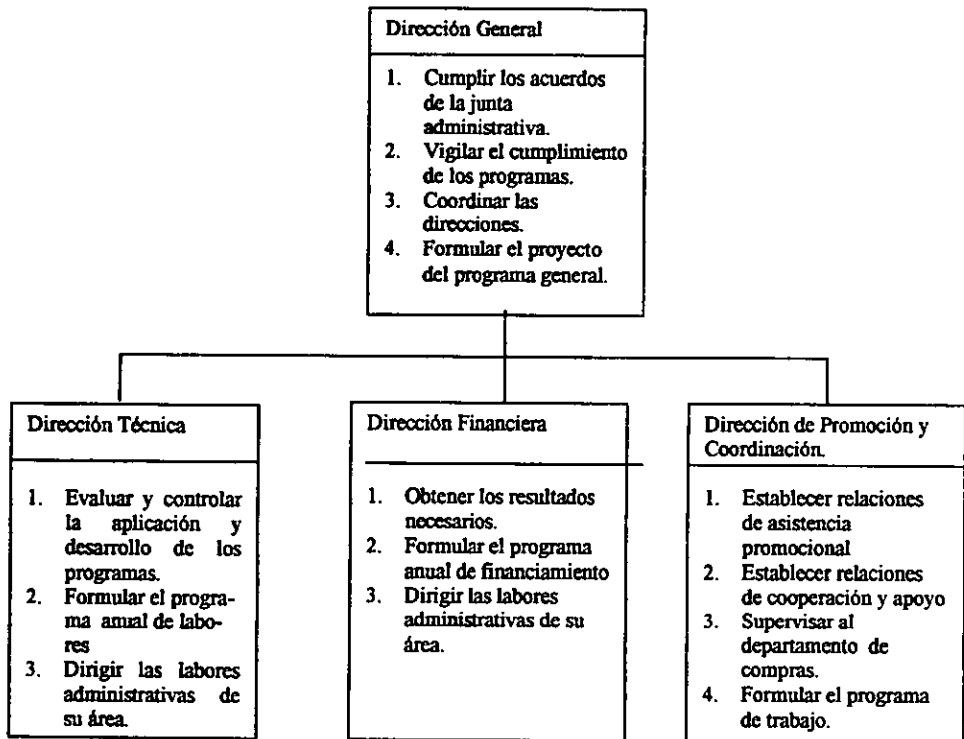 Dirección General
1. Cumplir los acuerdos
de la junta
administrativa.
2. Vigilar el cumplimiento
de los programas.
3. Coordinar las
direcciones.
4. Formular el proyecto
del programa general.
Dirección Técnica
1. Evaluar y controlar
la aplicación y
desarrollo de los
programas.
2. Formular el progra-
ma anual de labo-
res
3. Dirigir las labores
administrativas de
su área.
Dirección Financiera
1. Obtener los resultados
necesarios.
2. Formular el programa
anual de financiamiento
3. Dirigir las labores
administrativas de su
área.
Dirección de Promoción y
Coordinación.
1. Establecer relaciones
de asistencia
promocional
2. Establecer relaciones
de cooperación y apoyo
3. Supervisar al
departamento de
compras.
4. Formular el programa
de trabajo.